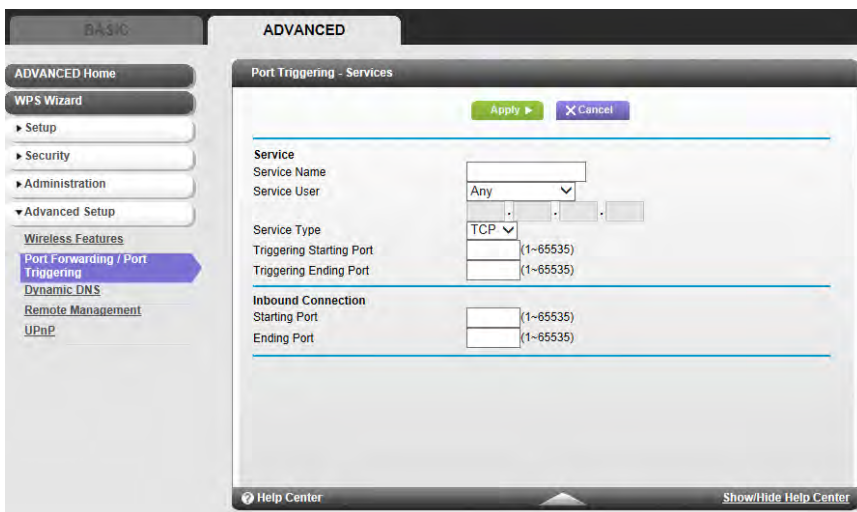 BASIC
ADVANCED
ADVANCED Home
WPS Wizard
Setup
Security
Administration
Advanced Setup
Wireless Features
Port Forwarding / Port
Triggering
Dynamic DNS
Remote Management
UPnP
Port Triggering - Services
Apply
Cancel
Service
Service Name
Service User Any
. . .
Service Type TCP
Triggering Starting Port (1~65535)
Triggering Ending Port (1~65535)
Inbound Connection
Starting Port (1~65535)
Ending Port (1~65535)
Help Center
Show/Hide Help Center